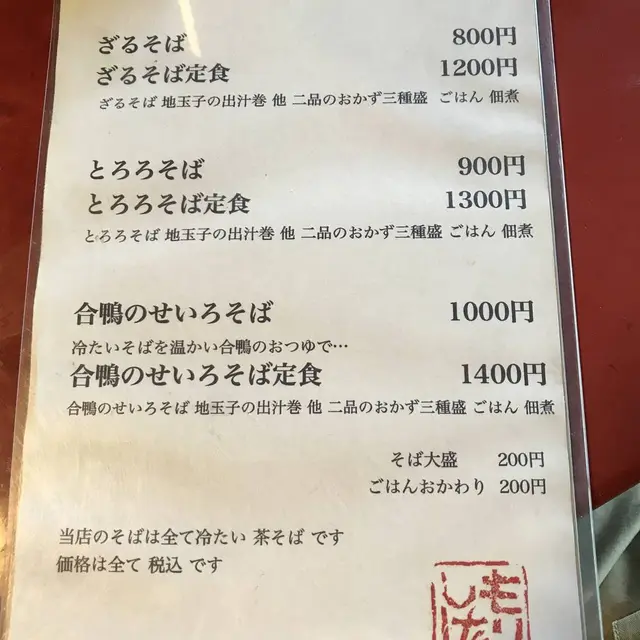 ざるそば 800円
ざるそば定食 1200円
ざるそば 地玉子の出汁巻 他 二品のおかず三種盛 ごはん 佃煮
とろろそば 900円
とろろそば定食 1300円
とろろそば 地玉子の出汁巻 他 二品のおかず三種盛 ごはん 佃煮
合鴨のせいろそば 1000円
冷たいそばを温かい合鴨のおつゆで…
合鴨のせいろそば定食 1400円
合鴨のせいろそば 地玉子の出汁巻 他 二品のおかず三種盛 ごはん 佃煮
そば大盛 200円
ごはんおかわり 200円
当店のそばは全て冷たい 茶そば です
価格は全て 税込 です